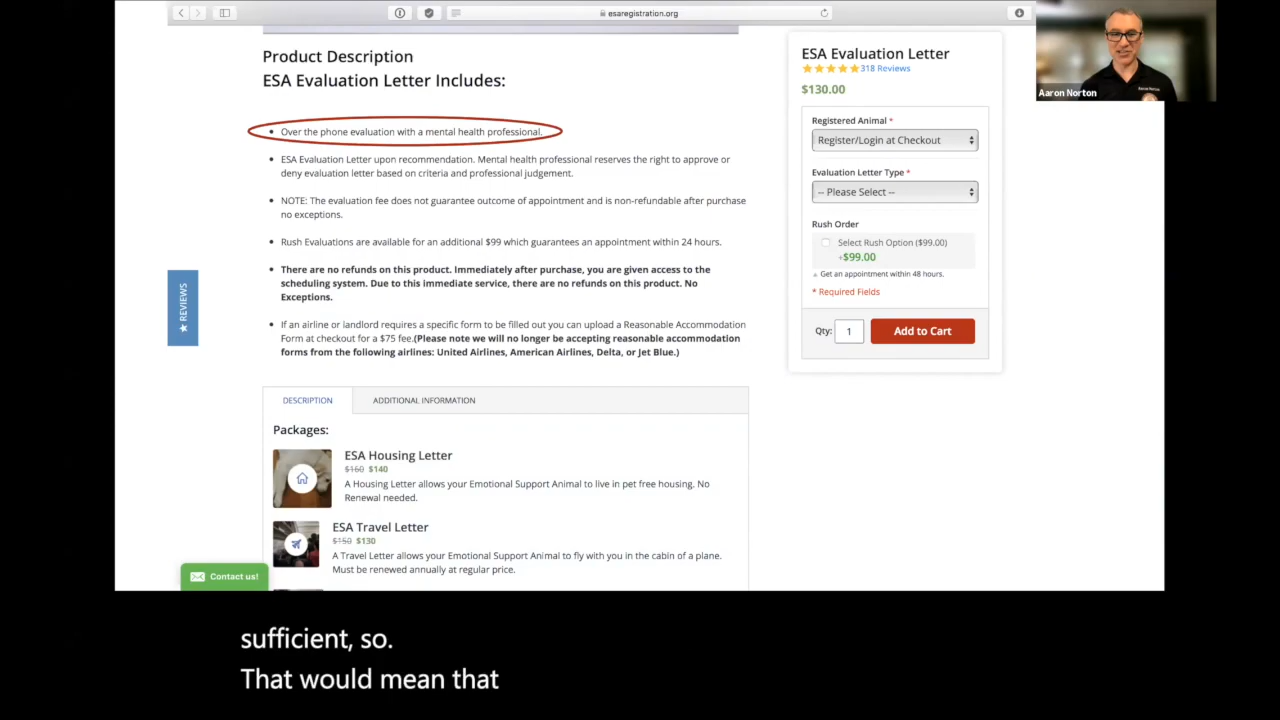 esaregistration.org
Product Description
ESA Evaluation Letter Includes:
Over the phone evaluation with a mental health professional.
ESA Evaluation Letter upon recommendation. Mental health professional reserves the right to approve or
deny evaluation letter based on criteria and professional judgement.
NOTE: The evaluation fee does not guarantee outcome of appointment and is non-refundable after purchase
no exceptions.
Rush Evaluations are available for an additional $99 which guarantees an appointment within 24 hours.
There are no refunds on this product. Immediately after purchase, you are given access to the
scheduling system. Due to this immediate service, there are no refunds on this product. No
Exceptions.
If an airline or landlord requires a specific form to be filled out you can upload a Reasonable Accommodation
Form at checkout for a $75 fee.(Please note we will no longer be accepting reasonable accommodation
forms from the following airlines: United Airlines, American Airlines, Delta, or Jet Blue.)
★ REVIEWS
DESCRIPTION
ADDITIONAL INFORMATION
Packages:
ESA Housing Letter
$160 $140
A Housing Letter allows your Emotional Support Animal to live in pet free housing. No
Renewal needed.
ESA Travel Letter
$150 $130
A Travel Letter allows your Emotional Support Animal to fly with you in the cabin of a plane.
Must be renewed annually at regular price.
Contact us!
ESA Evaluation Letter
318 Reviews
$130.00
Registered Animal *
Register/Login at Checkout
Evaluation Letter Type *
-- Please Select --
Rush Order
Select Rush Option ($99.00)
+$99.00
Get an appointment within 48 hours.
* Required Fields
Qty: 1
Add to Cart
Aaron Norton
sufficient, so.
That would mean that